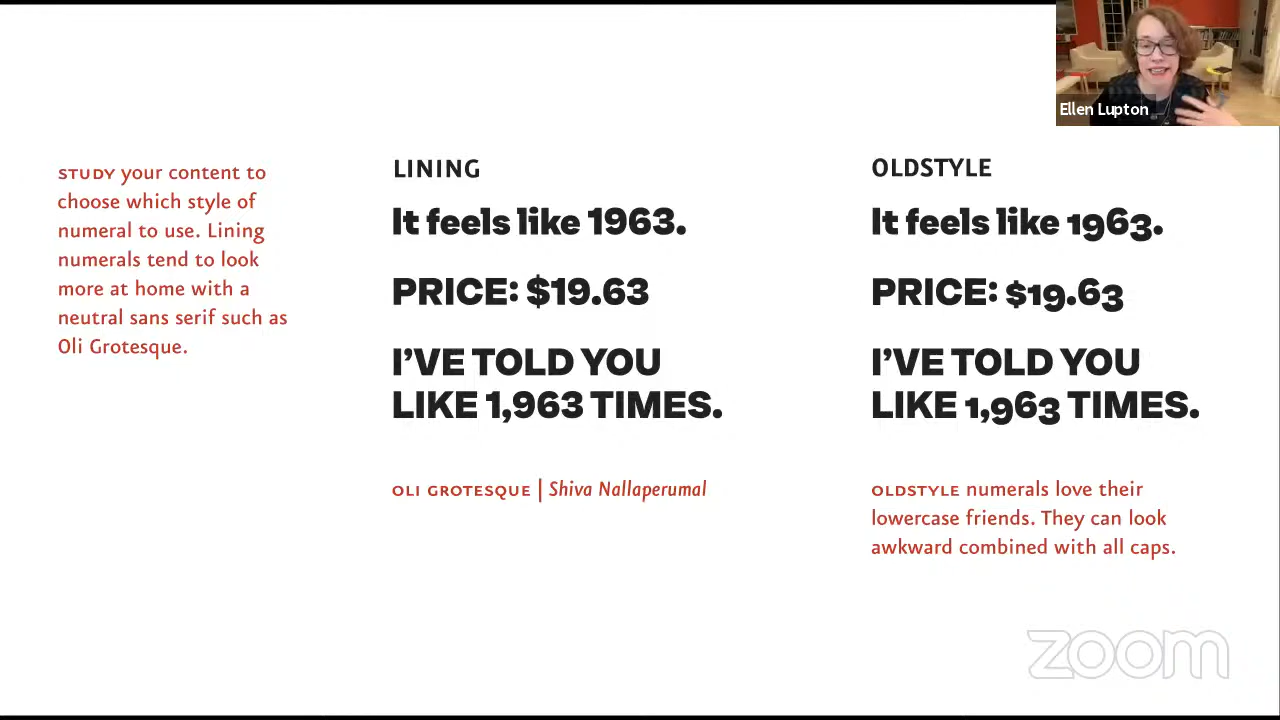 Ellen Lupton
STUDY your content to
choose which style of
numeral to use. Lining
numerals tend to look
more at home with a
neutral sans serif such as
Oli Grotesque.
LINING
It feels like 1963.
PRICE: $19.63
I’VE TOLD YOU
LIKE 1,963 TIMES.
OLI GROTESQUE | Shiva Nallaperumal
OLDSTYLE
It feels like 1963.
PRICE: $19.63
I’VE TOLD YOU
LIKE 1,963 TIMES.
OLDSTYLE numerals love their
lowercase friends. They can look
awkward combined with all caps.
zoom